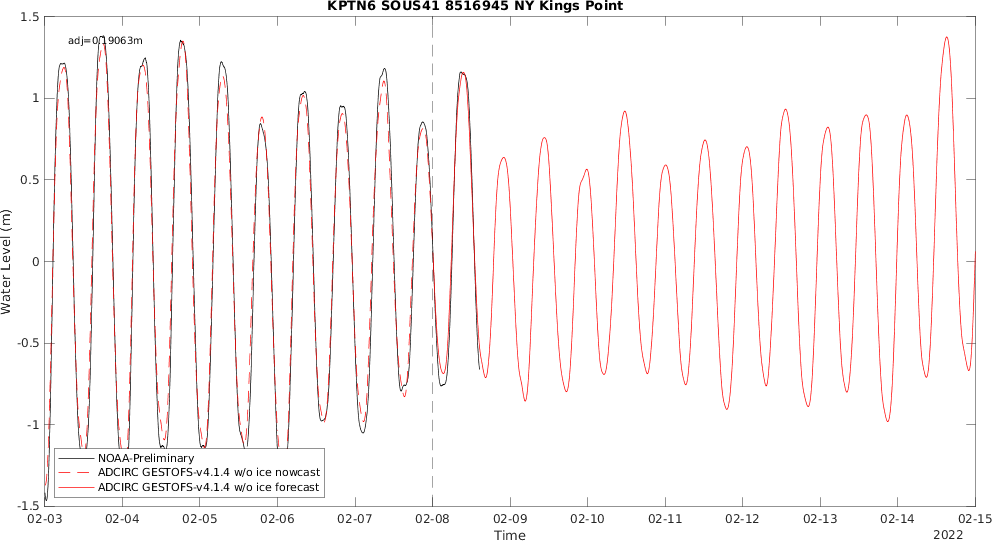 KPTN6 SOUS41 8516945 NY Kings Point
adj=0.19063m
1.5
1
0.5
0
-0.5
-1
-1.5
Water Level (m)
NOAA-Preliminary
ADCIRC GESTOFS-v4.1.4 w/o ice nowcast
ADCIRC GESTOFS-v4.1.4 w/o ice forecast
02-03 02-04 02-05 02-06 02-07 02-08 02-09 02-10 02-11 02-12 02-13 02-14 02-15
Time
2022